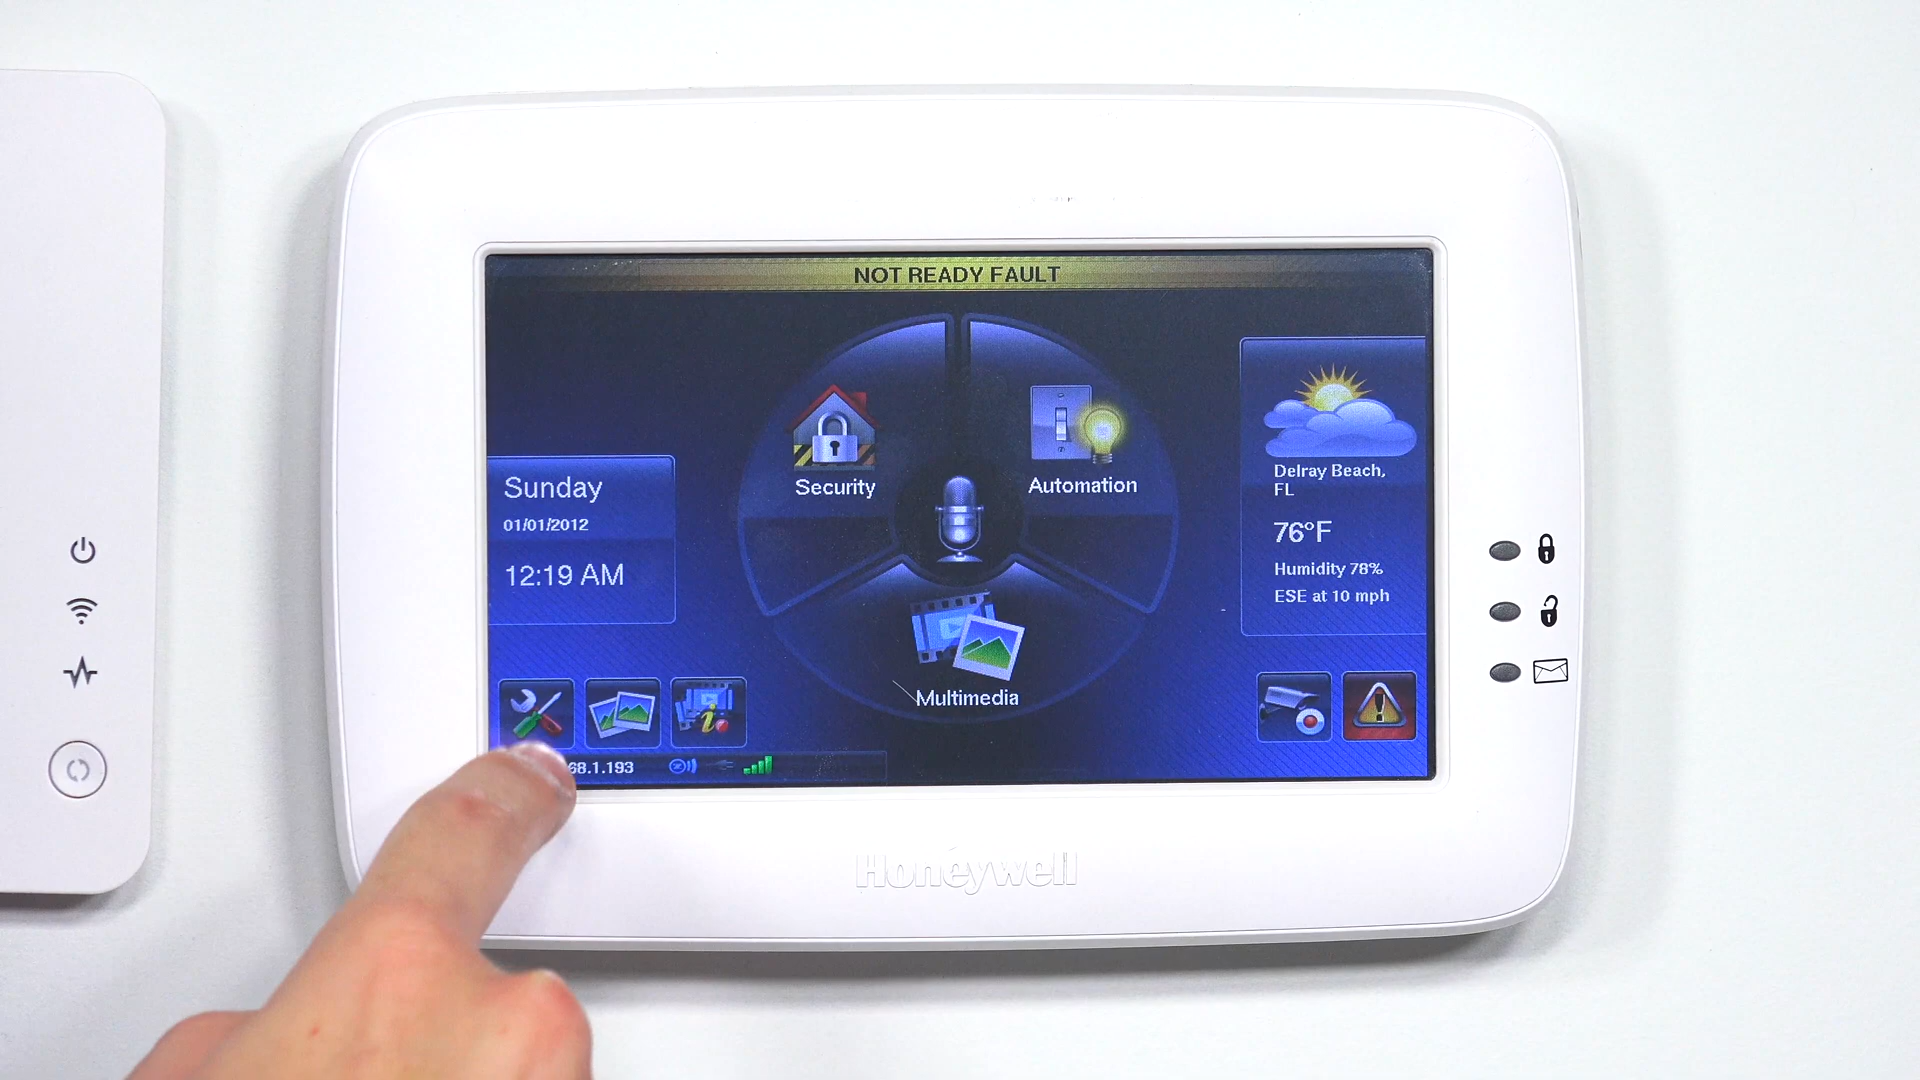 NOT READY FAULT
Security
Automation
Sunday
01/01/2012
12:19 AM
Delray Beach,
FL
76°F
Humidity 78%
ESE at 10 mph
Multimedia
68.1.193
Honeywell